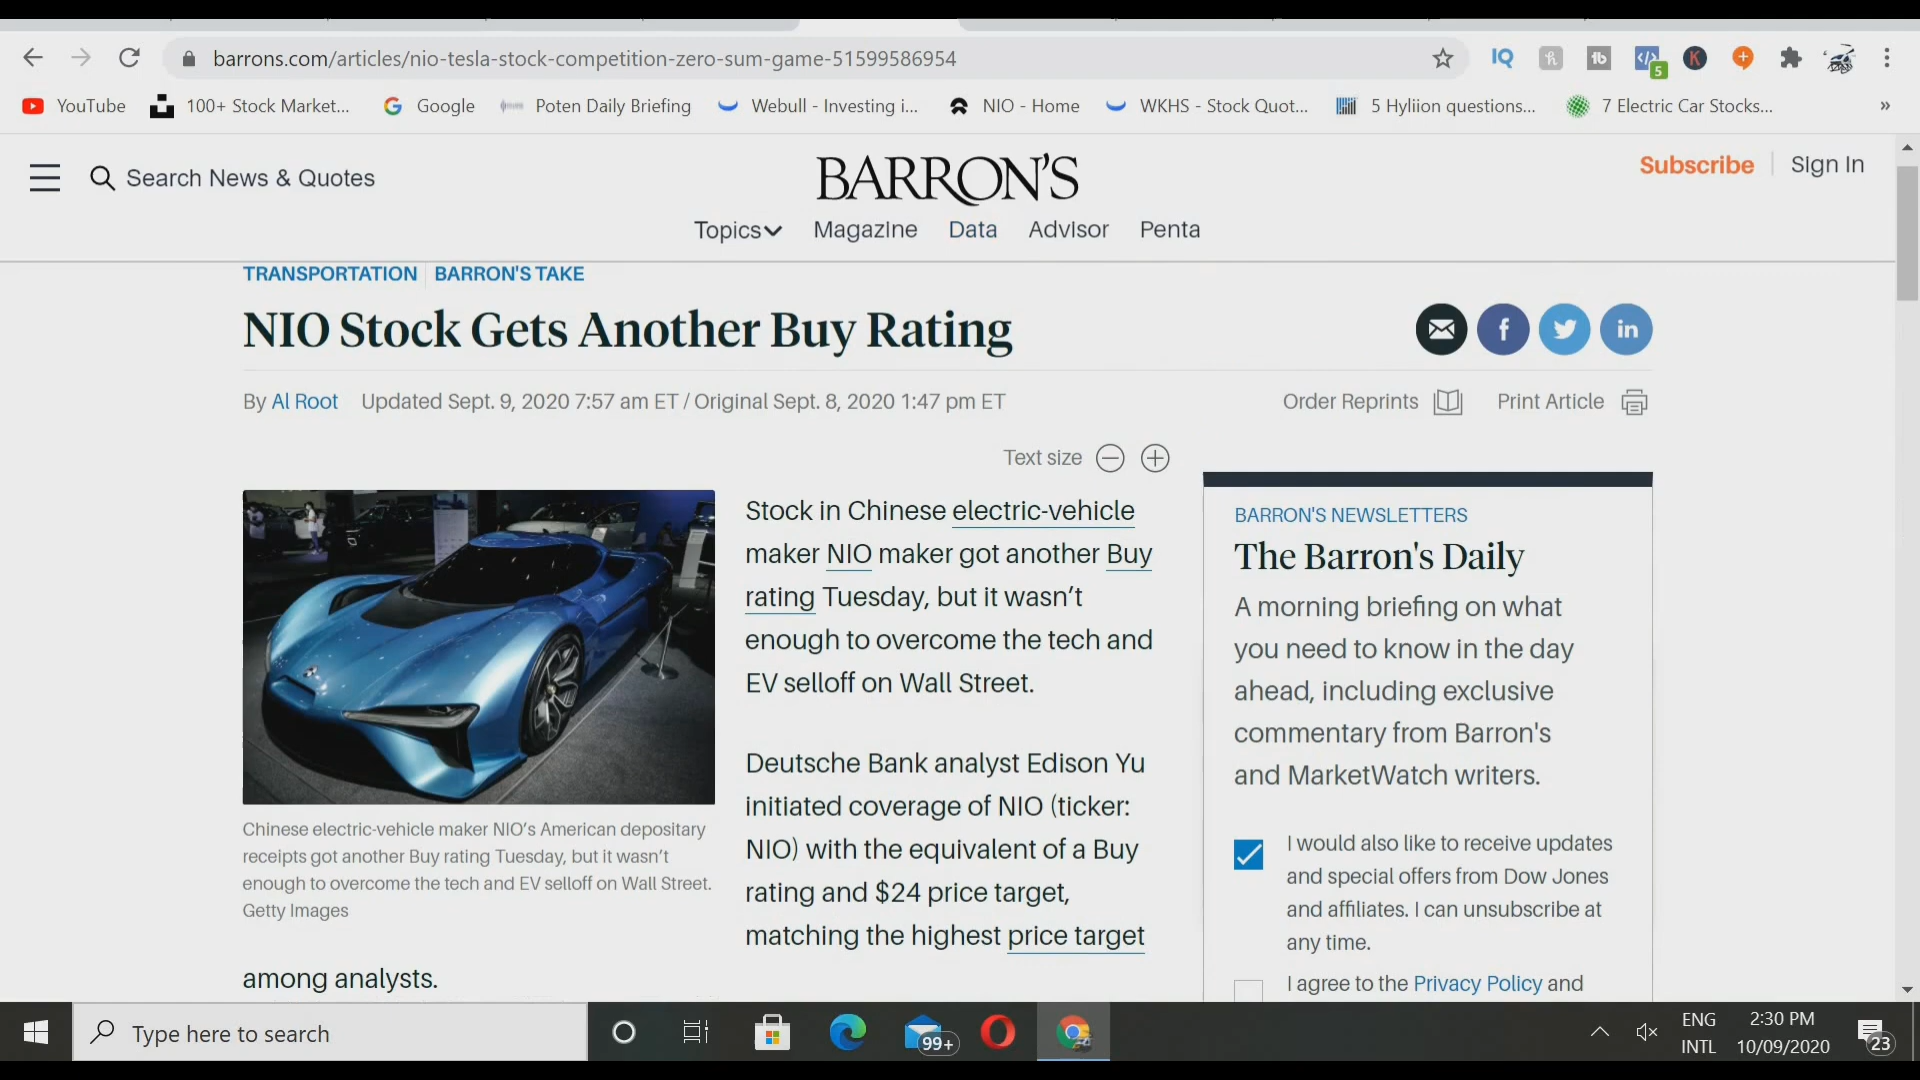 barrons.com/articles/nio-tesla-stock-competition-zero-sum-game-51599586954
IQ
h
tb
</>
5
K
YouTube
100+ Stock Market...
Google
Poten Daily Briefing
Webull - Investing i...
NIO - Home
WKHS - Stock Quot...
5 Hyliion questions...
7 Electric Car Stocks...
»
Search News & Quotes
BARRON'S
Subscribe
Sign In
Topics
Magazine
Data
Advisor
Penta
TRANSPORTATION
BARRON'S TAKE
NIO Stock Gets Another Buy Rating
f
in
By Al Root
Updated Sept. 9, 2020 7:57 am ET / Original Sept. 8, 2020 1:47 pm ET
Order Reprints
Print Article
Text size
Stock in Chinese electric-vehicle
maker NIO maker got another Buy
rating Tuesday, but it wasn’t
enough to overcome the tech and
EV selloff on Wall Street.
Deutsche Bank analyst Edison Yu
initiated coverage of NIO (ticker:
NIO) with the equivalent of a Buy
rating and $24 price target,
matching the highest price target
among analysts.
Chinese electric-vehicle maker NIO’s American depositary
receipts got another Buy rating Tuesday, but it wasn’t
enough to overcome the tech and EV selloff on Wall Street.
Getty Images
BARRON'S NEWSLETTERS
The Barron's Daily
A morning briefing on what
you need to know in the day
ahead, including exclusive
commentary from Barron's
and MarketWatch writers.
I would also like to receive updates
and special offers from Dow Jones
and affiliates. I can unsubscribe at
any time.
I agree to the Privacy Policy and
Type here to search
99+
ENG
INTL
2:30 PM
10/09/2020
23